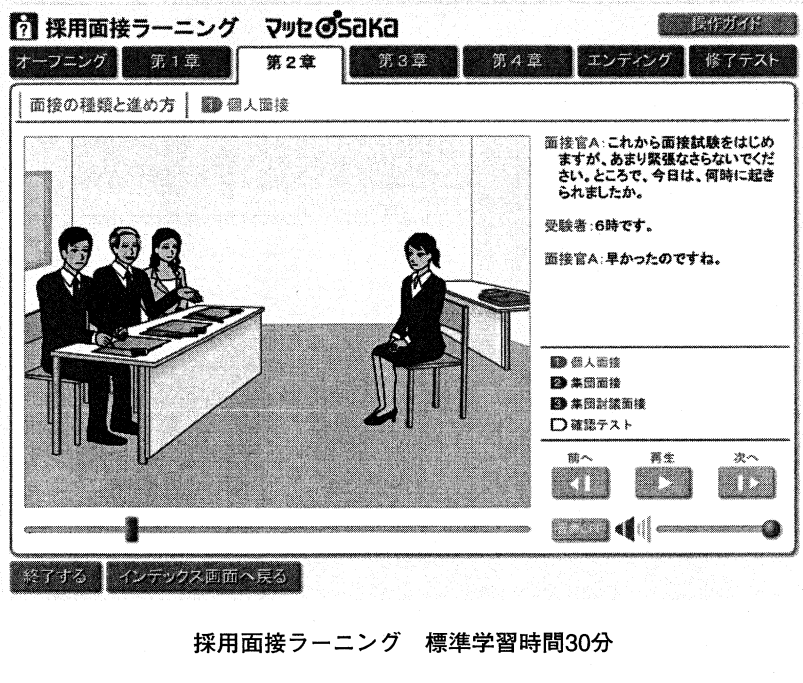 採用面接ラーニング マッセOSaKa
操作ガイド
オープニング 第1章 第2章 第3章 第4章 エンディング 修了テスト
面接の種類と進め方 1 個人面接
面接官A:これから面接試験をはじめ
ますが、あまり緊張なさらないでくだ
さい。ところで、今日は、何時に起き
られましたか。
受験者:6時です。
面接官A:早かったのですね。
1 個人面接
2 集団面接
3 集団討議面接
確認テスト
前へ 再生 次へ
終了する インデックス画面へ戻る
採用面接ラーニング 標準学習時間30分